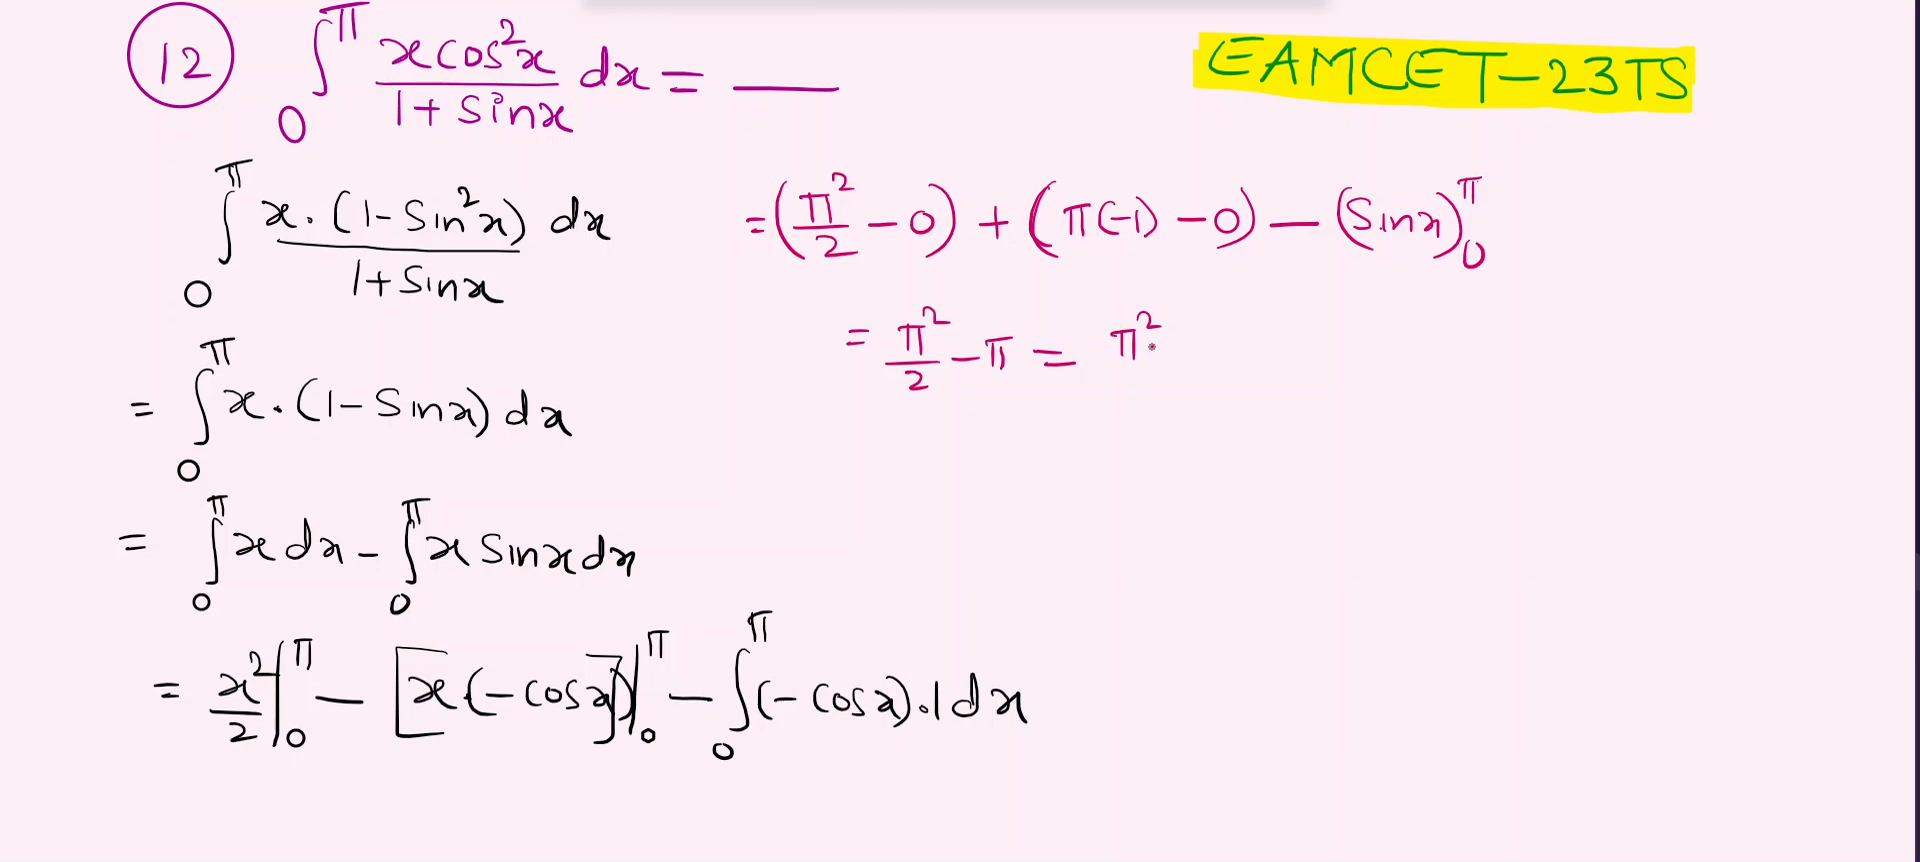 12 ∫₀^π x cos²x / (1 + sinx) dx = ____
EAMCET-23TS
∫₀^π x.(1 - Sin²x) / (1 + Sinx) dx
= ∫₀^π x.(1 - Sinx) dx
= ∫₀^π x dx - ∫₀^π x Sinx dx
= x²/2 |₀^π - [x(-cosx)]|₀^π - ∫₀^π (-cosx).1 dx
= (π²/2 - 0) + (π(-1) - 0) - (Sinx)₀^π
= π²/2 - π = π²